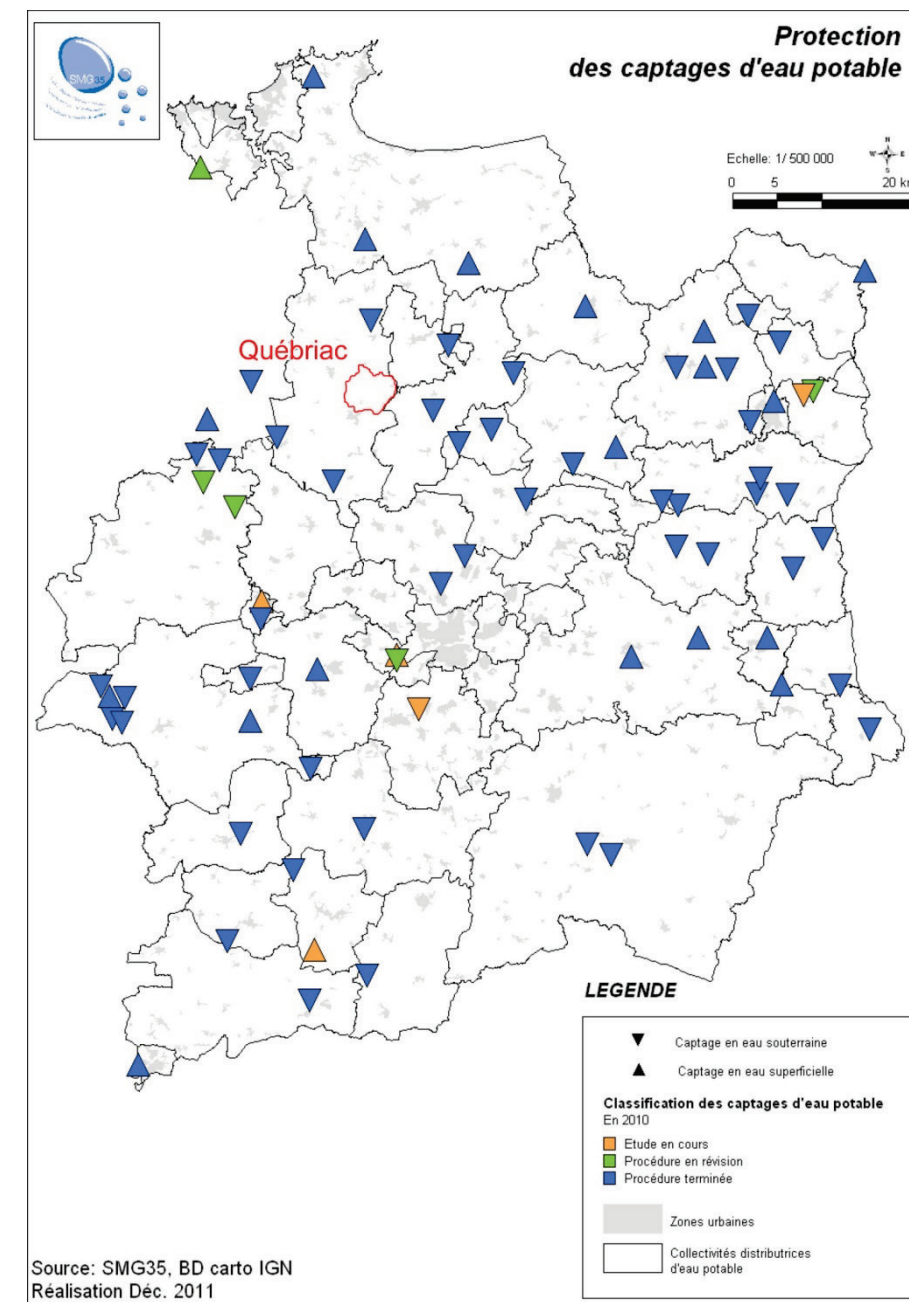 SMG35
Protection
des captages d'eau potable
Echelle: 1/ 500 000
N
W E
S
0 5 20 km
Québriac
LEGENDE
Captage en eau souterraine
Captage en eau superficielle
Classification des captages d'eau potable
En 2010
Etude en cours
Procédure en révision
Procédure terminée
Zones urbaines
Collectivités distributrices
d'eau potable
Source: SMG35, BD carto IGN
Réalisation Déc. 2011